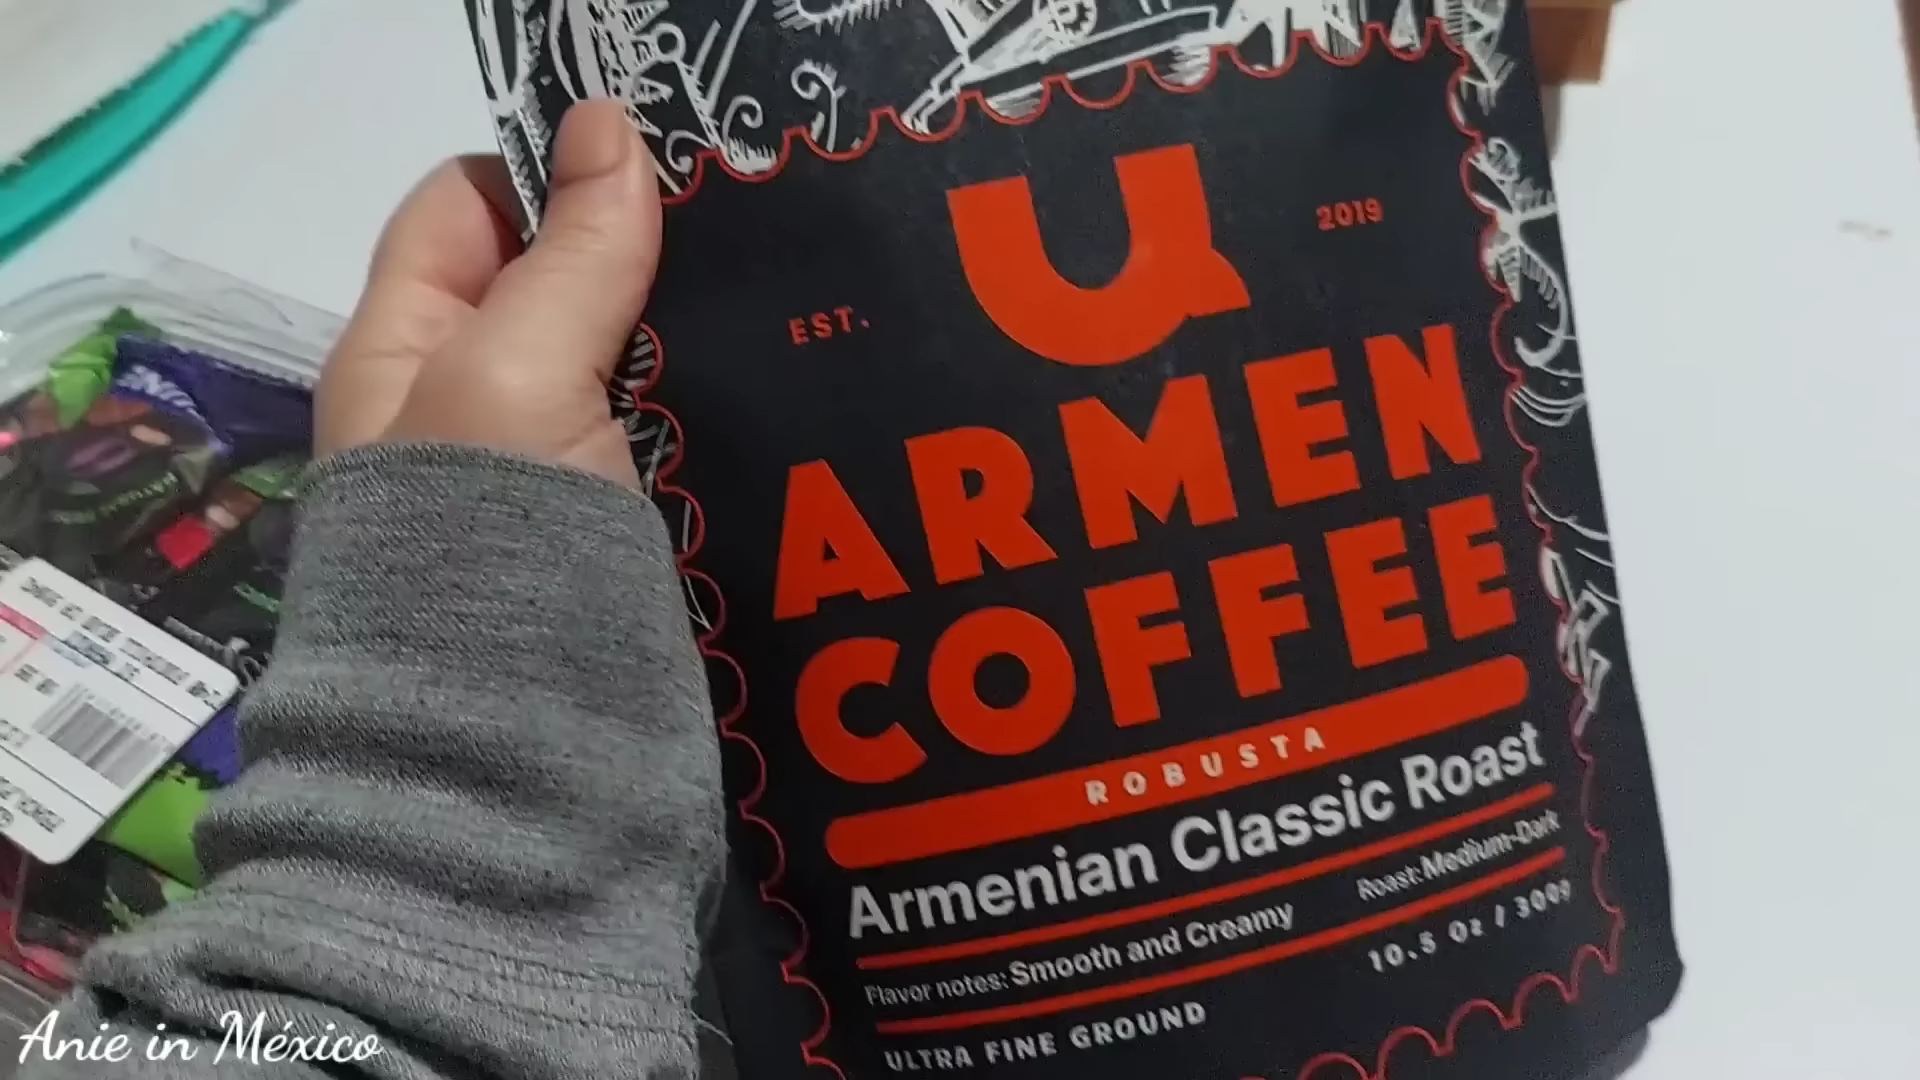 Ա
EST.
2019
ARMEN
COFFEE
ROBUSTA
Armenian Classic Roast
Flavor notes: Smooth and Creamy
Roast: Medium-Dark
10.5 Oz / 300g
ULTRA FINE GROUND
Anie in México